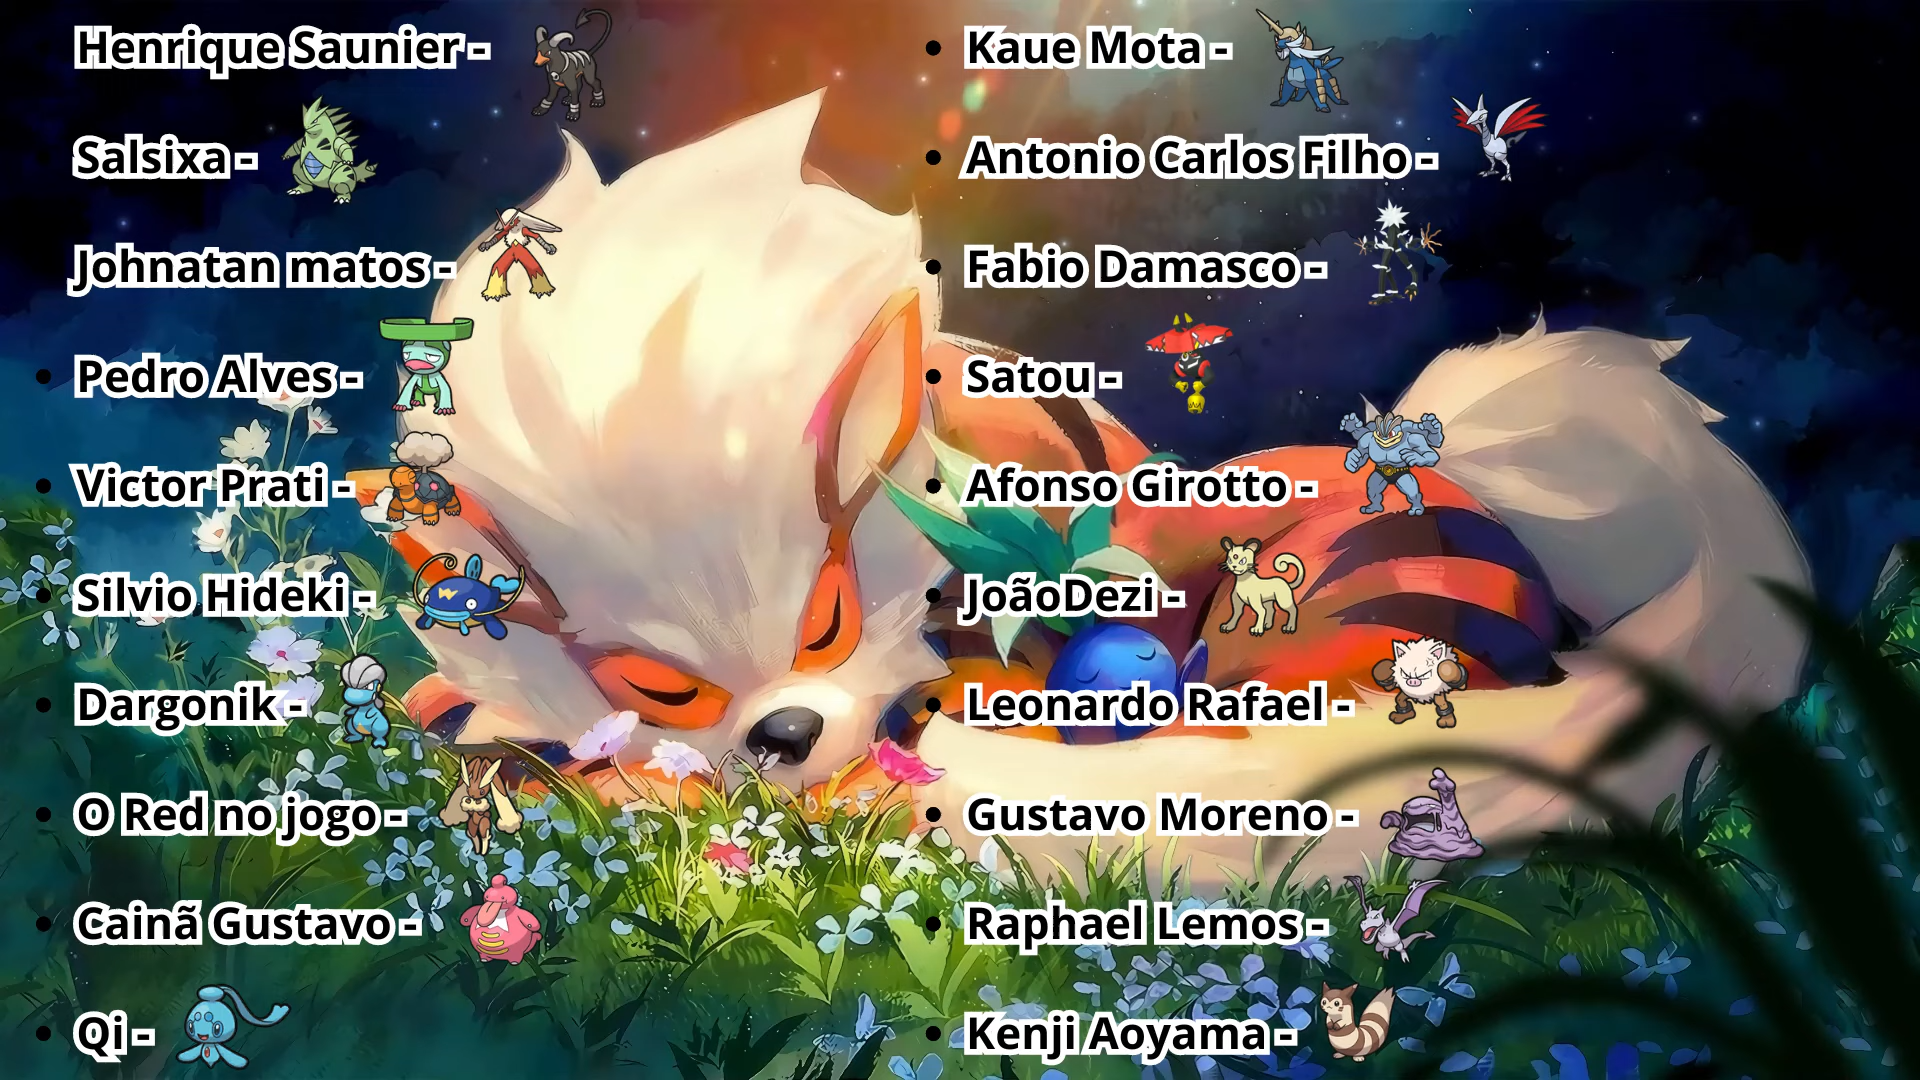 Henrique Saunier -
Salsixa -
Johnatan matos -
• Pedro Alves -
• Victor Prati -
• Silvio Hideki -
• Dargonik -
• O Red no jogo -
• Cainã Gustavo -
• Qi -
• Kaue Mota -
• Antonio Carlos Filho -
• Fabio Damasco -
• Satou -
• Afonso Girotto -
• JoãoDezi -
• Leonardo Rafael -
• Gustavo Moreno -
• Raphael Lemos -
• Kenji Aoyama -